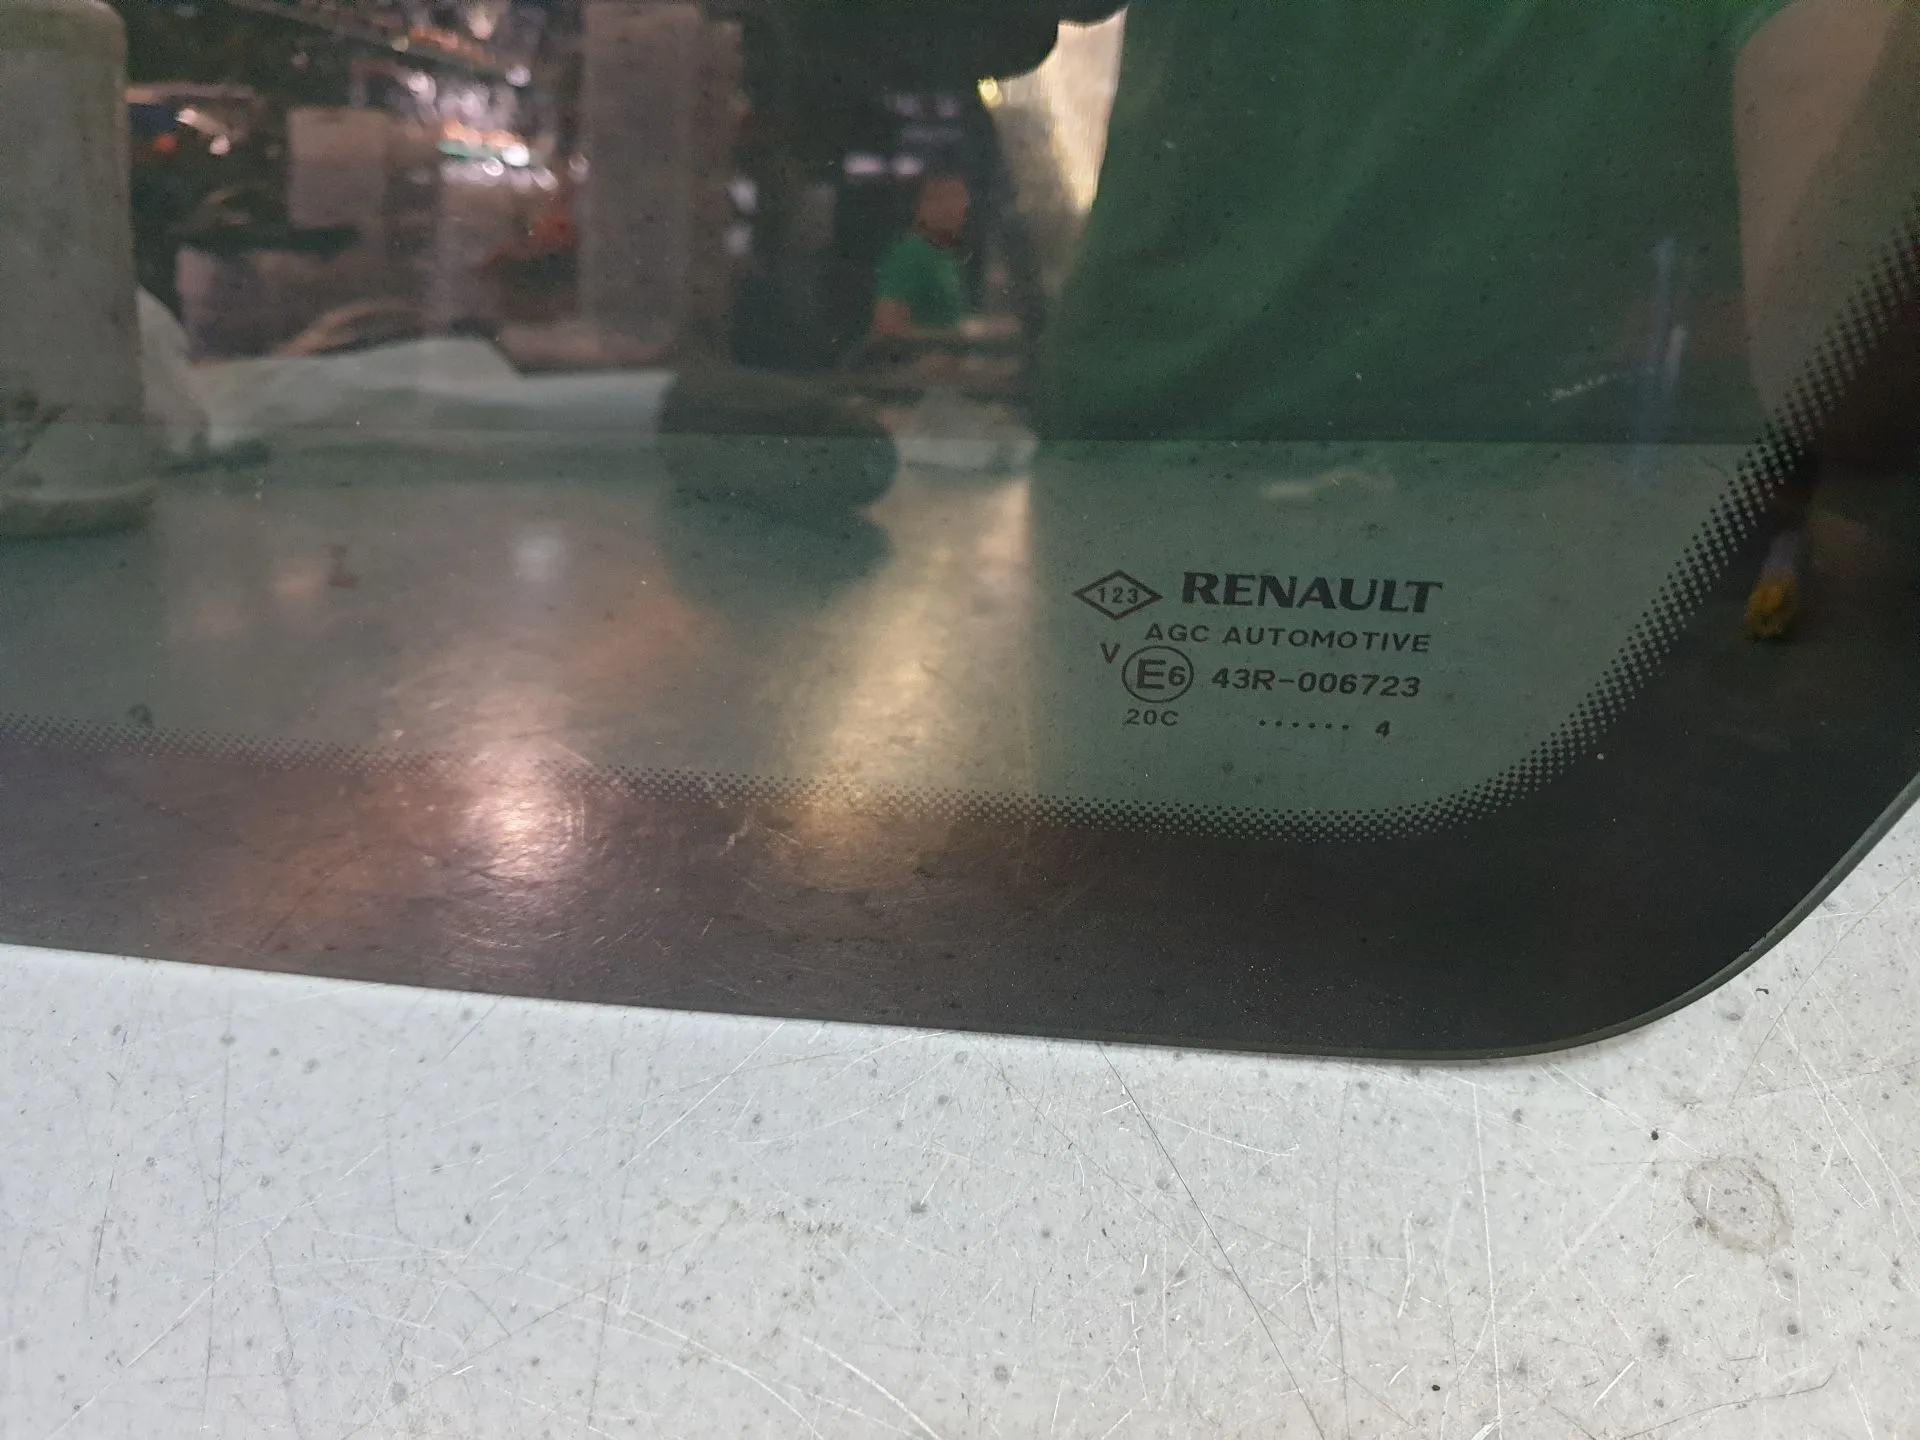 123 RENAULT
AGC AUTOMOTIVE
V E6 43R-006723
20C ...... 4